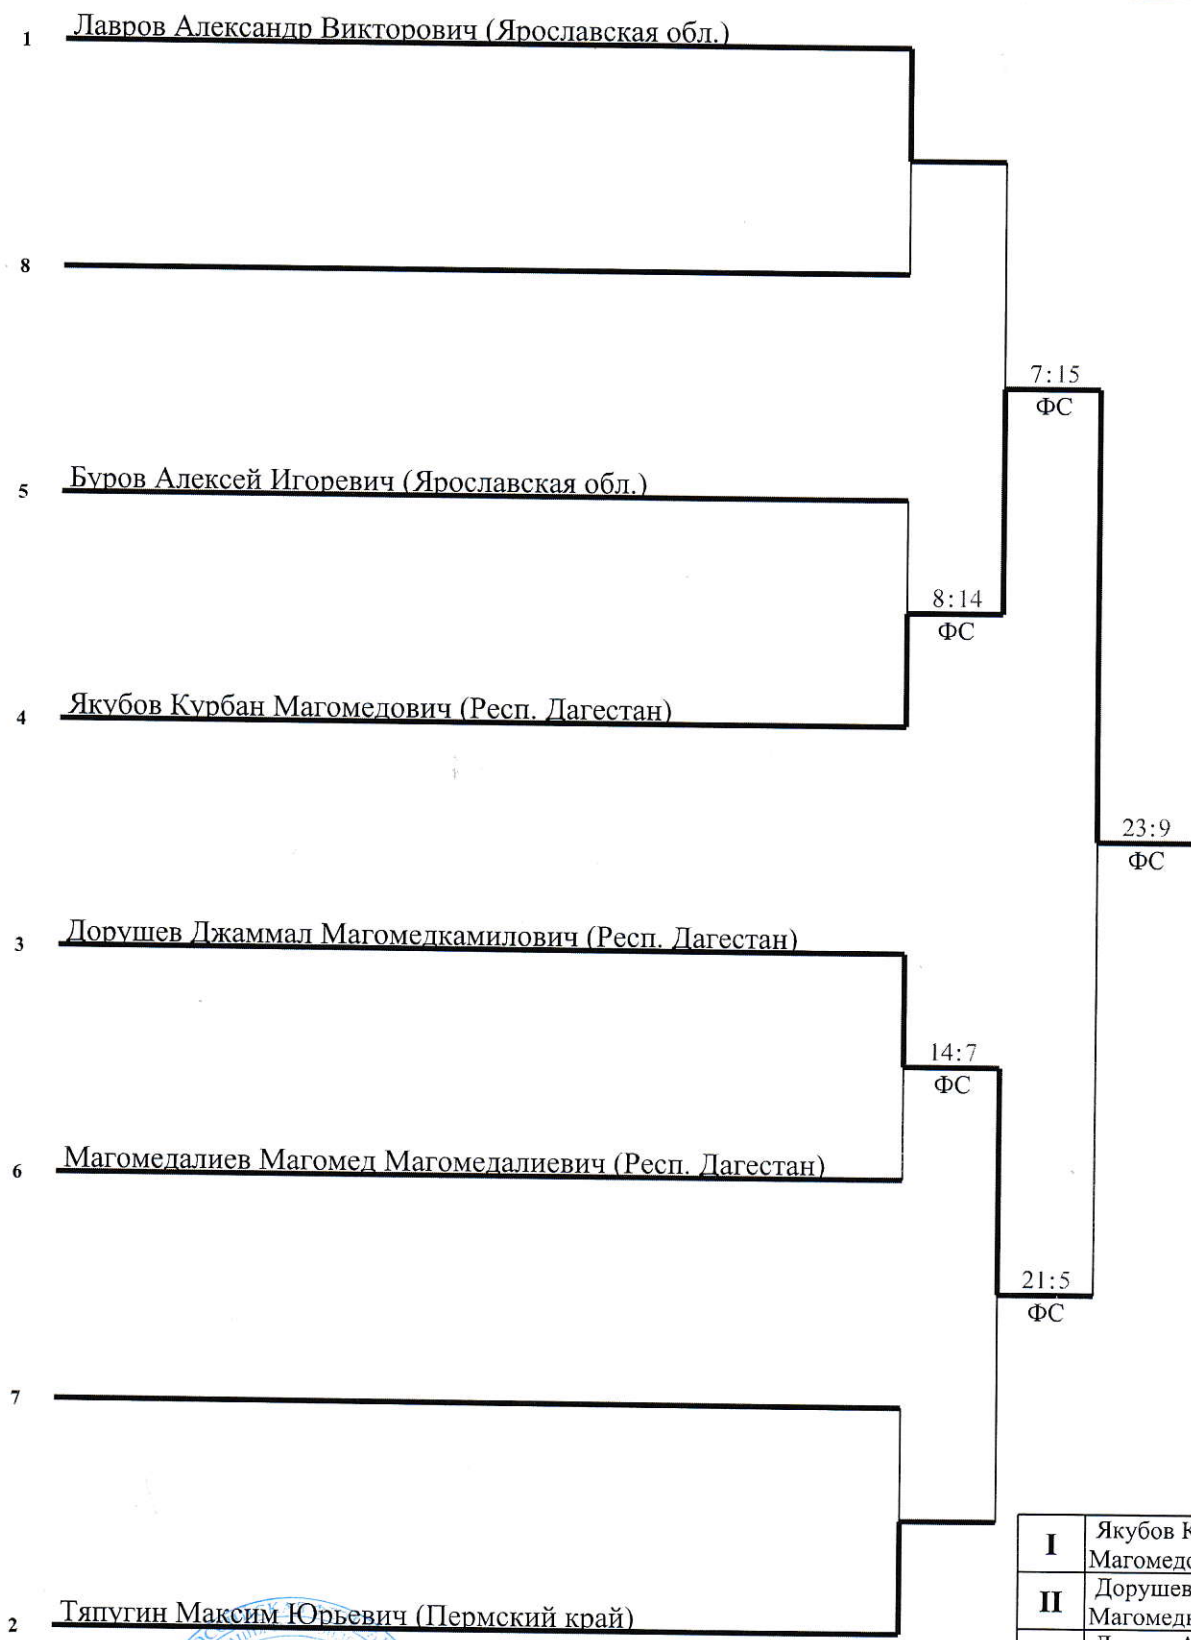 1 Лавров Александр Викторович (Ярославская обл.)
8
7:15
ФС
5 Буров Алексей Игоревич (Ярославская обл.)
8:14
ФС
4 Якубов Курбан Магомедович (Респ. Дагестан)
23:9
ФС
3 Дорушев Джаммал Магомедкамилович (Респ. Дагестан)
14:7
ФС
6 Магомедалиев Магомед Магомедалиевич (Респ. Дагестан)
21:5
ФС
7
I Якубов
II Дорушев
2 Тяпугин Максим Юрьевич (Пермский край)